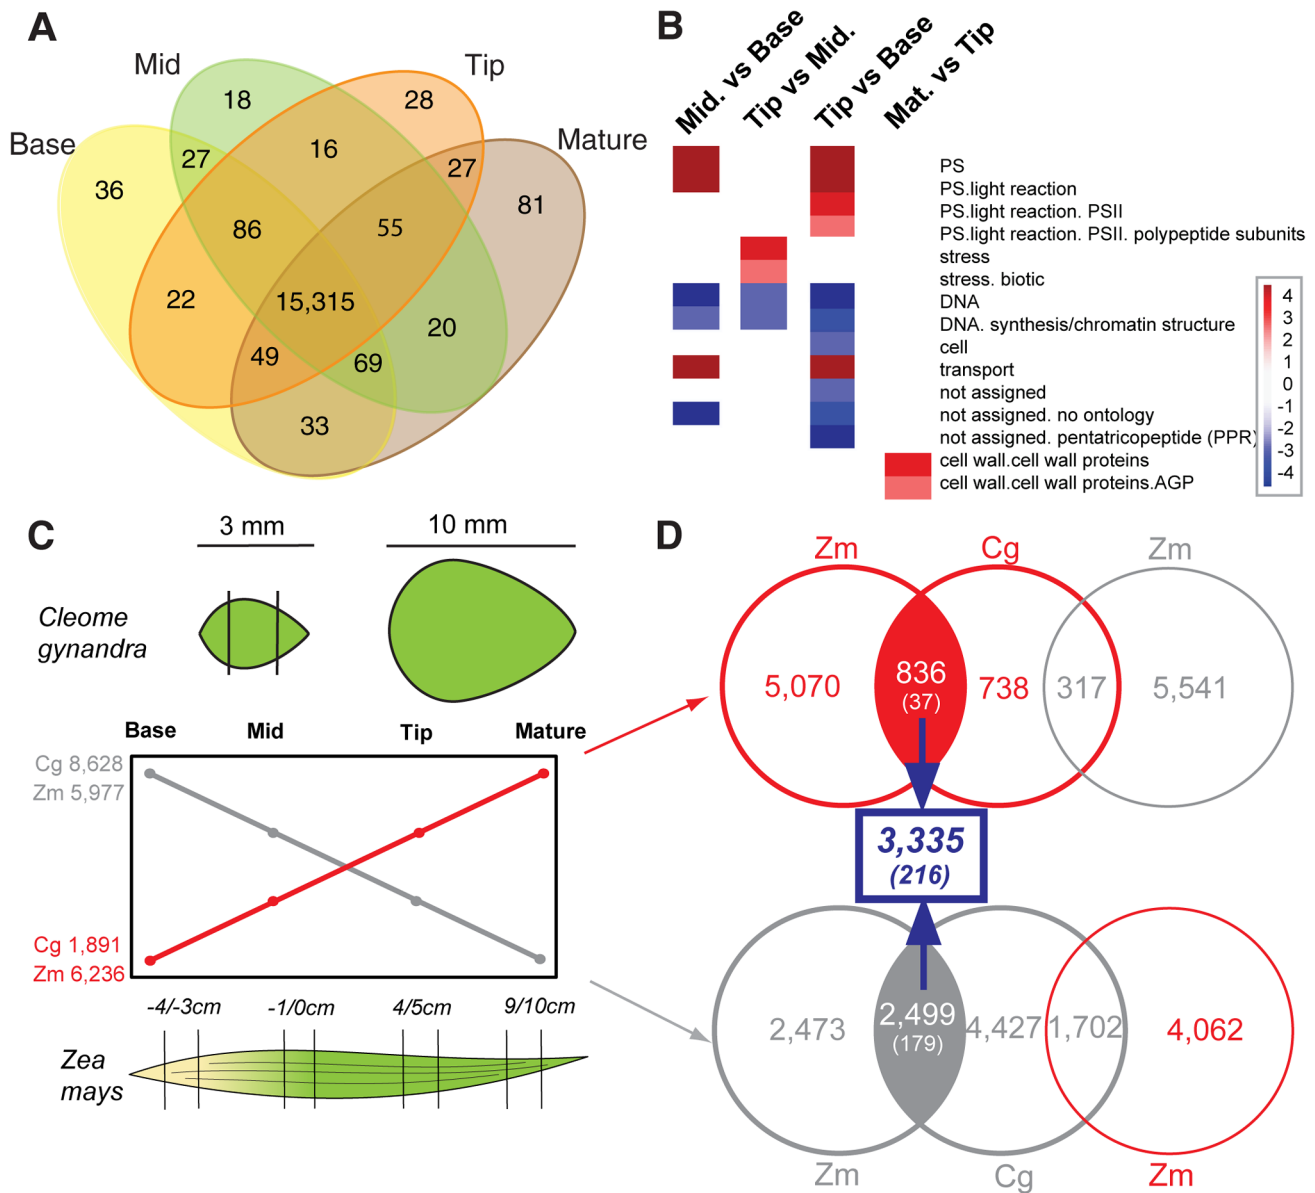 A
Mid
Tip
Base
Mature
18
28
16
27
27
36
81
86
55
22
15,315
20
49
69
33
B
Mid. vs Base
Tip vs Mid.
Tip vs Base
Mat. vs Tip
PS
PS.light reaction
PS.light reaction. PSII
PS.light reaction. PSII. polypeptide subunits
stress
stress. biotic
DNA
DNA. synthesis/chromatin structure
cell
transport
not assigned
not assigned. no ontology
not assigned. pentatricopeptide (PPR)
cell wall.cell wall proteins
cell wall.cell wall proteins.AGP
4
3
2
1
0
-1
-2
-3
-4
C
3 mm
10 mm
Cleome
gynandra
Base
Mid
Tip
Mature
Cg 8,628
Zm 5,977
Cg 1,891
Zm 6,236
-4/-3cm
-1/0cm
4/5cm
9/10cm
Zea
mays
D
Zm
Cg
Zm
5,070
836
(37)
738
317
5,541
3,335
(216)
2,473
2,499
(179)
4,427
1,702
4,062
Zm
Cg
Zm